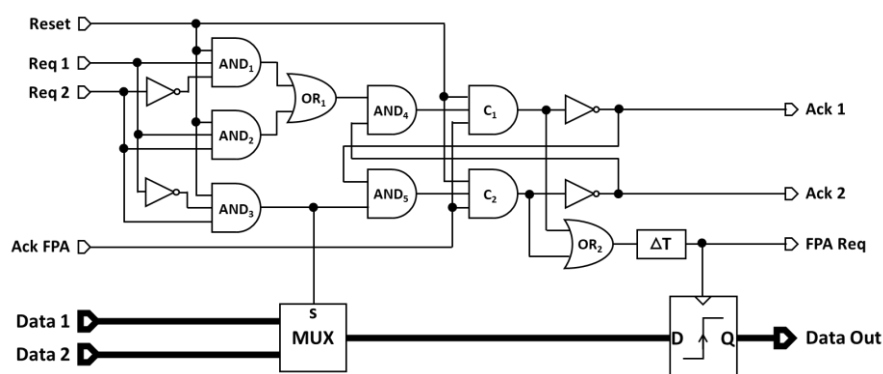 Reset
Req 1
Req 2
AND1
OR1
AND2
AND3
AND4
AND5
C1
C2
Ack 1
Ack 2
Ack FPA
OR2
ΔT
FPA Req
Data 1
Data 2
S
MUX
D
Q
Data Out